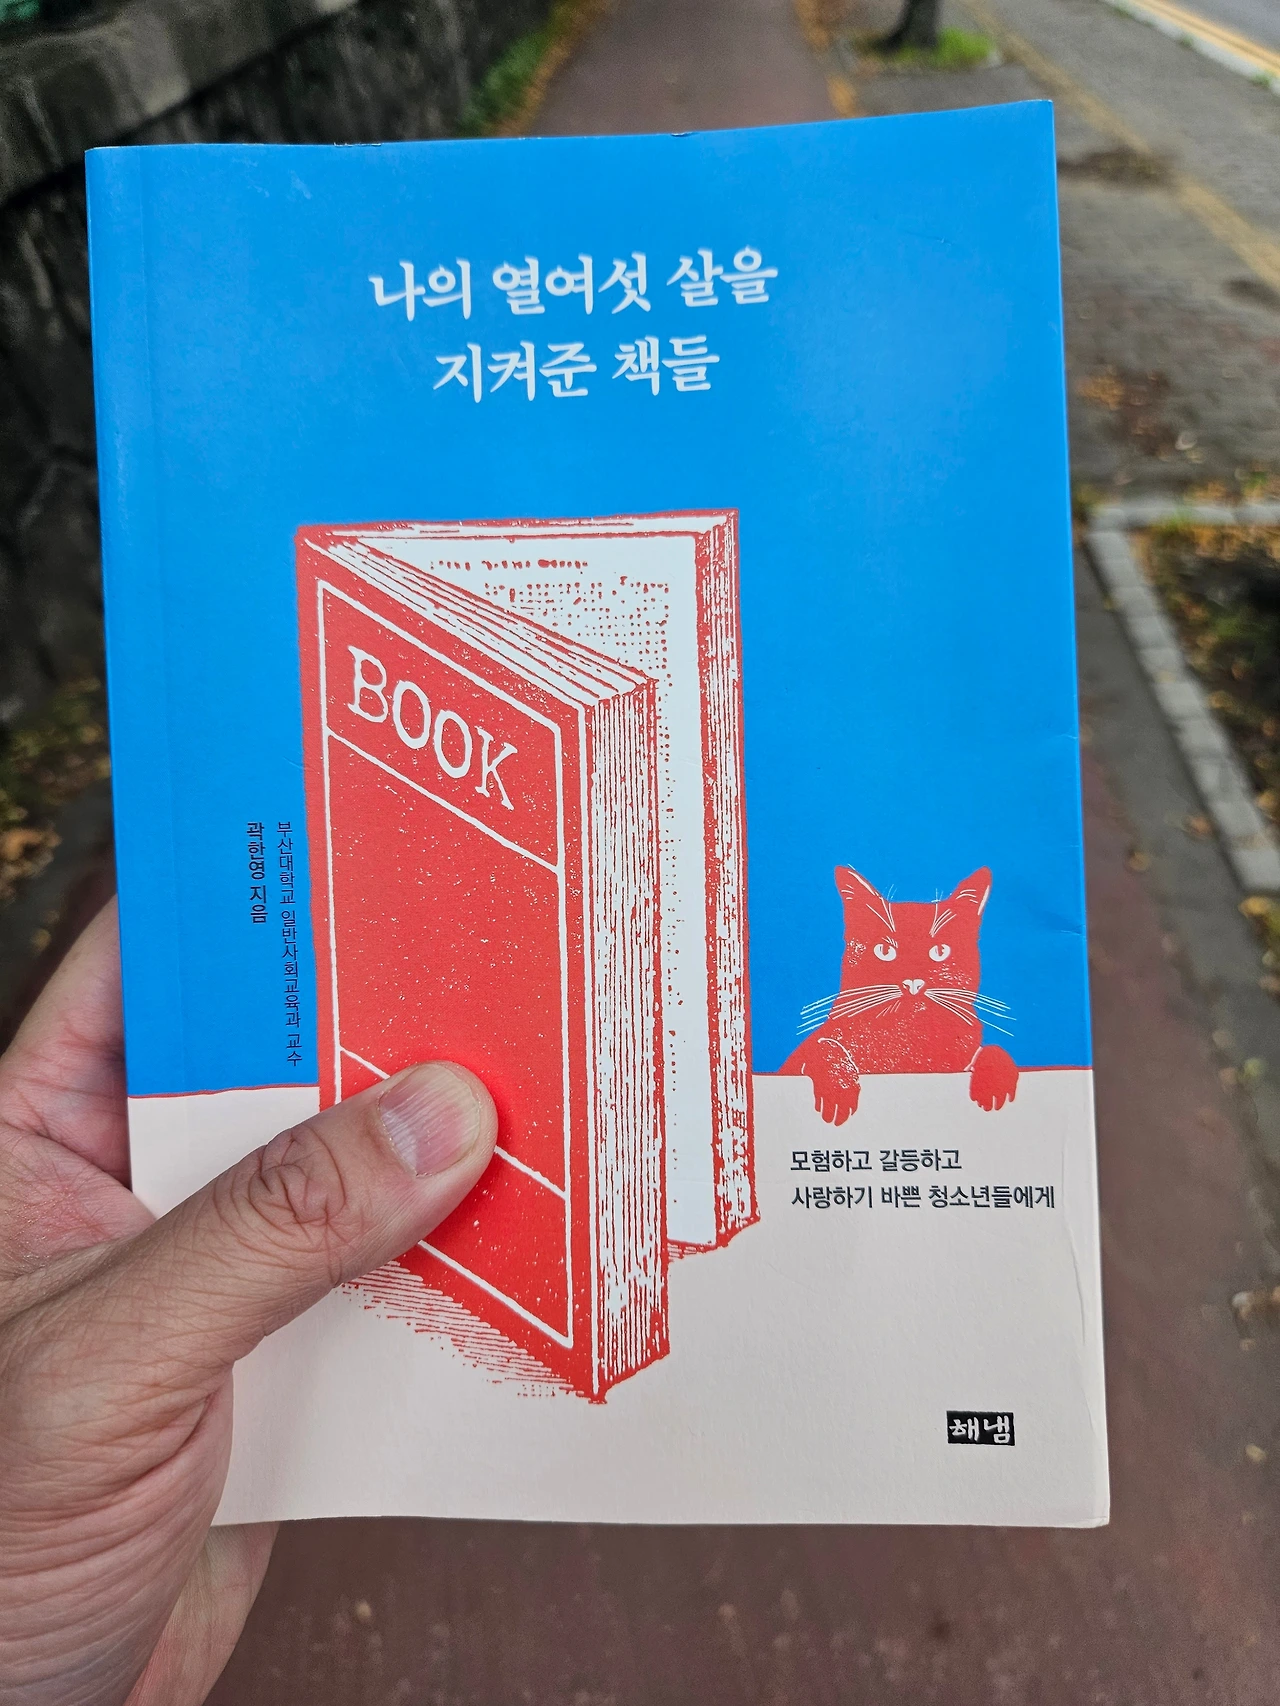 나의 열여섯 살을
지켜준 책들
BOOK
부산대학교 일반사회교육과 교수
곽한영 지음
모험하고 갈등하고
사랑하기 바쁜 청소년들에게
해냄